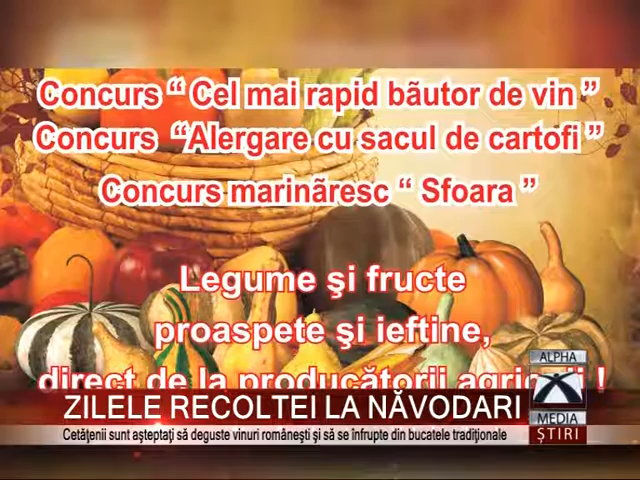 Concurs “ Cel mai rapid bãutor de vin ”
Concurs “Alergare cu sacul de cartofi ”
Concurs marinãresc “ Sfoara ”
Legume şi fructe
proaspete şi ieftine,
direct de la producãtorii agricoli !
ALPHA
ZILELE RECOLTEI LA NĂVODARI
MEDIA
Cetăţenii sunt aşteptaţi să deguste vinuri româneşti şi să se înfrupte din bucatele tradiţionale
ŞTIRI